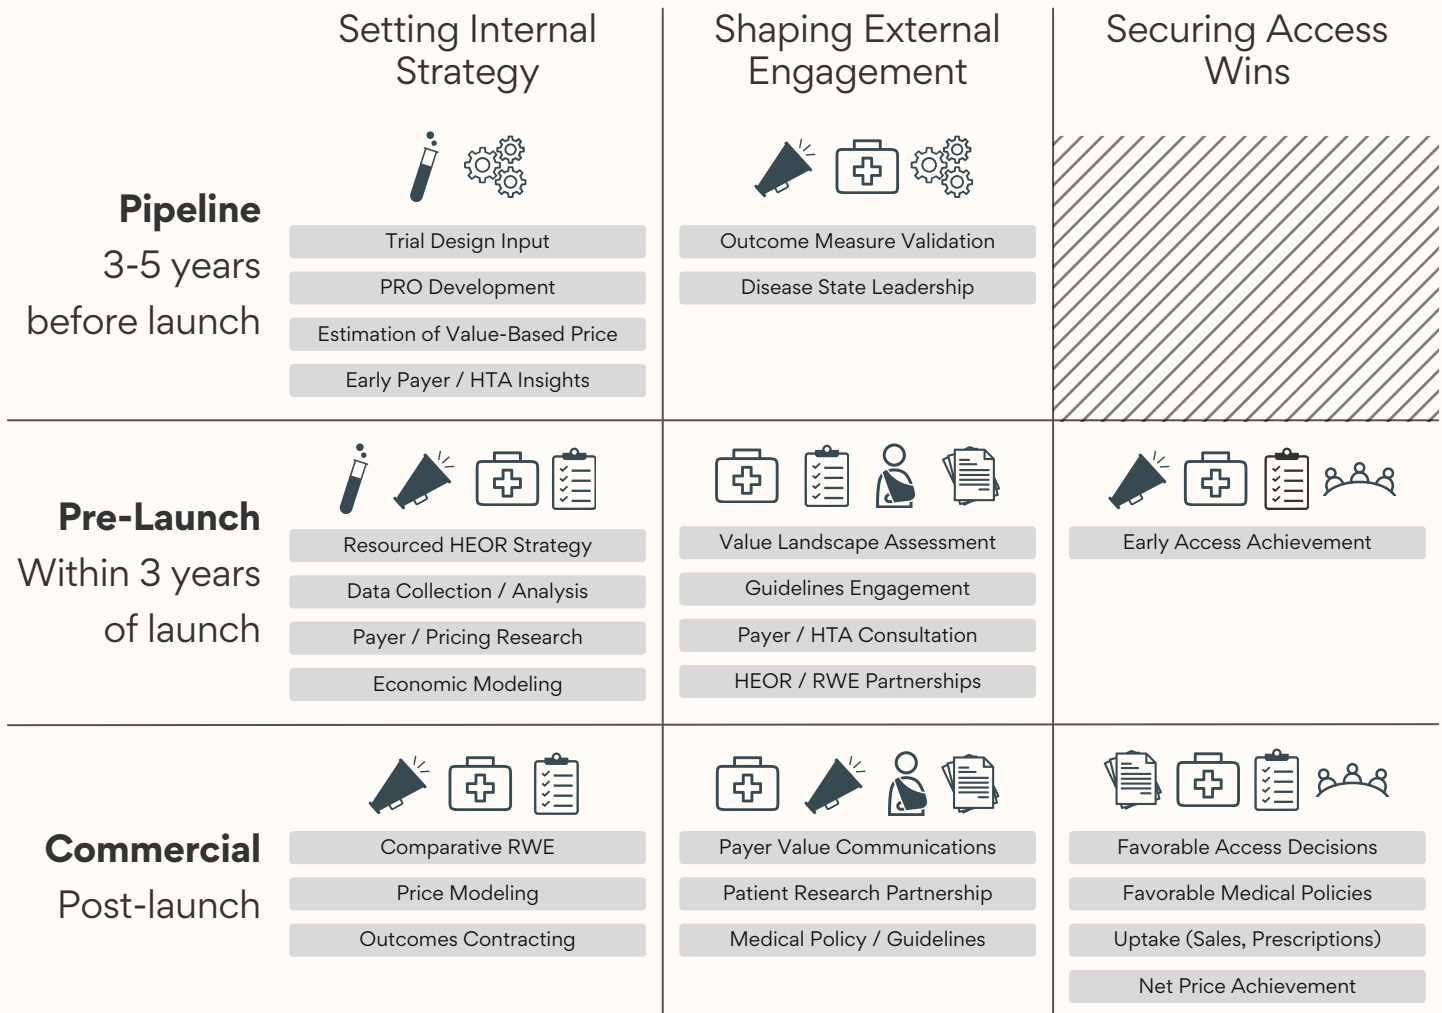 Setting Internal
Strategy
Shaping External
Engagement
Securing Access
Wins
Pipeline
3-5 years
before launch
Trial Design Input
PRO Development
Estimation of Value-Based Price
Early Payer / HTA Insights
Outcome Measure Validation
Disease State Leadership
Pre-Launch
Within 3 years
of launch
Resourced HEOR Strategy
Data Collection / Analysis
Payer / Pricing Research
Economic Modeling
Value Landscape Assessment
Guidelines Engagement
Payer / HTA Consultation
HEOR / RWE Partnerships
Early Access Achievement
Commercial
Post-launch
Comparative RWE
Price Modeling
Outcomes Contracting
Payer Value Communications
Patient Research Partnership
Medical Policy / Guidelines
Favorable Access Decisions
Favorable Medical Policies
Uptake (Sales, Prescriptions)
Net Price Achievement